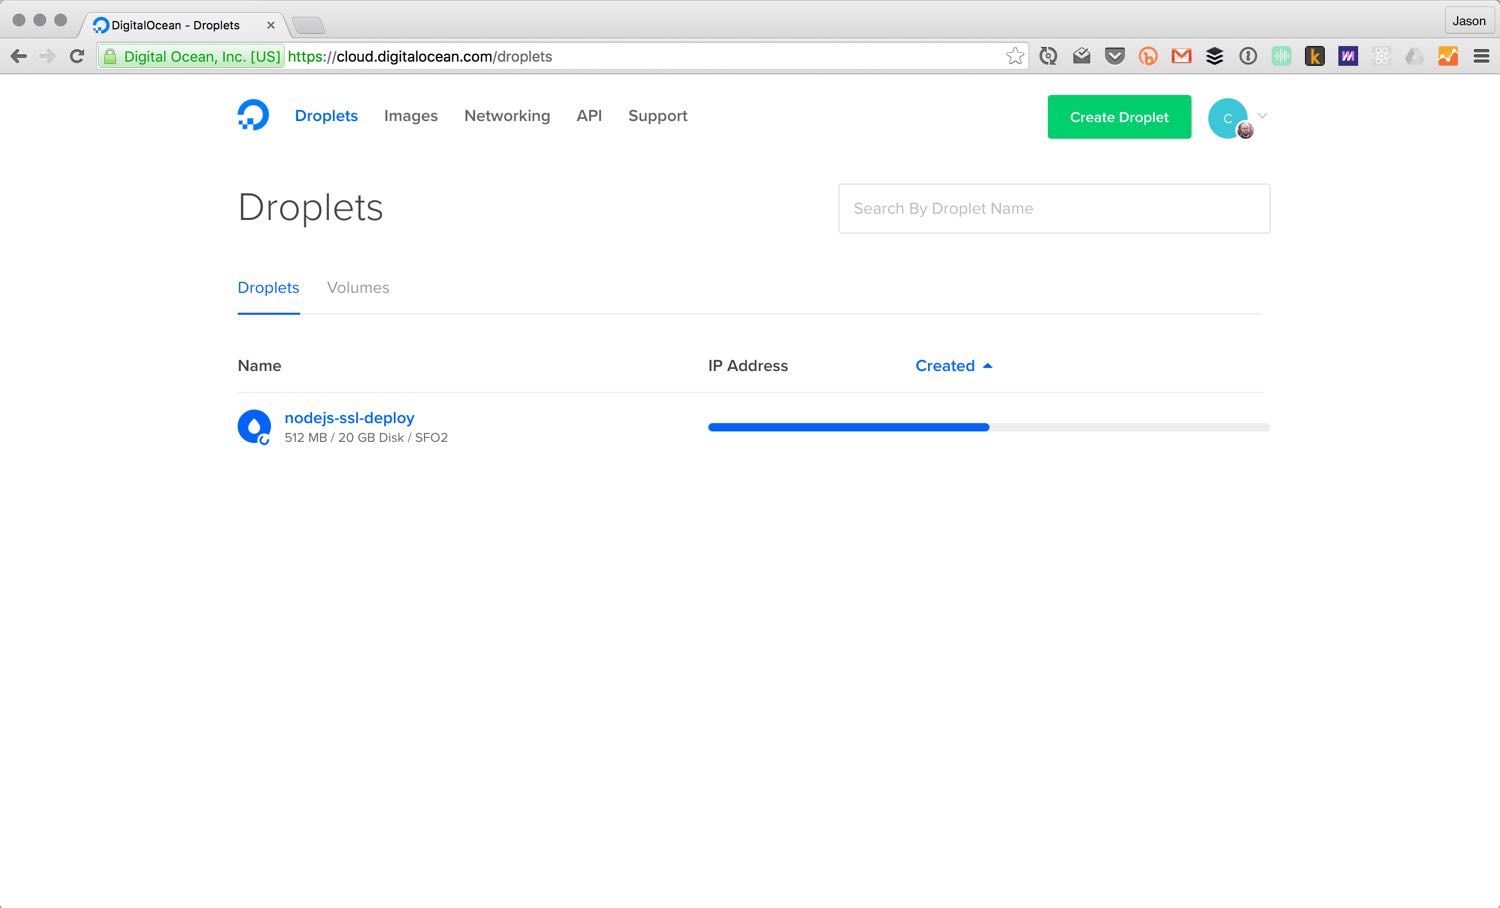 DigitalOcean - Droplets
Jason
Digital Ocean, Inc. [US] https://cloud.digitalocean.com/droplets
Droplets Images Networking API Support
Create Droplet
C
Droplets
Search By Droplet Name
Droplets Volumes
Name IP Address Created
nodejs-ssl-deploy
512 MB / 20 GB Disk / SFO2